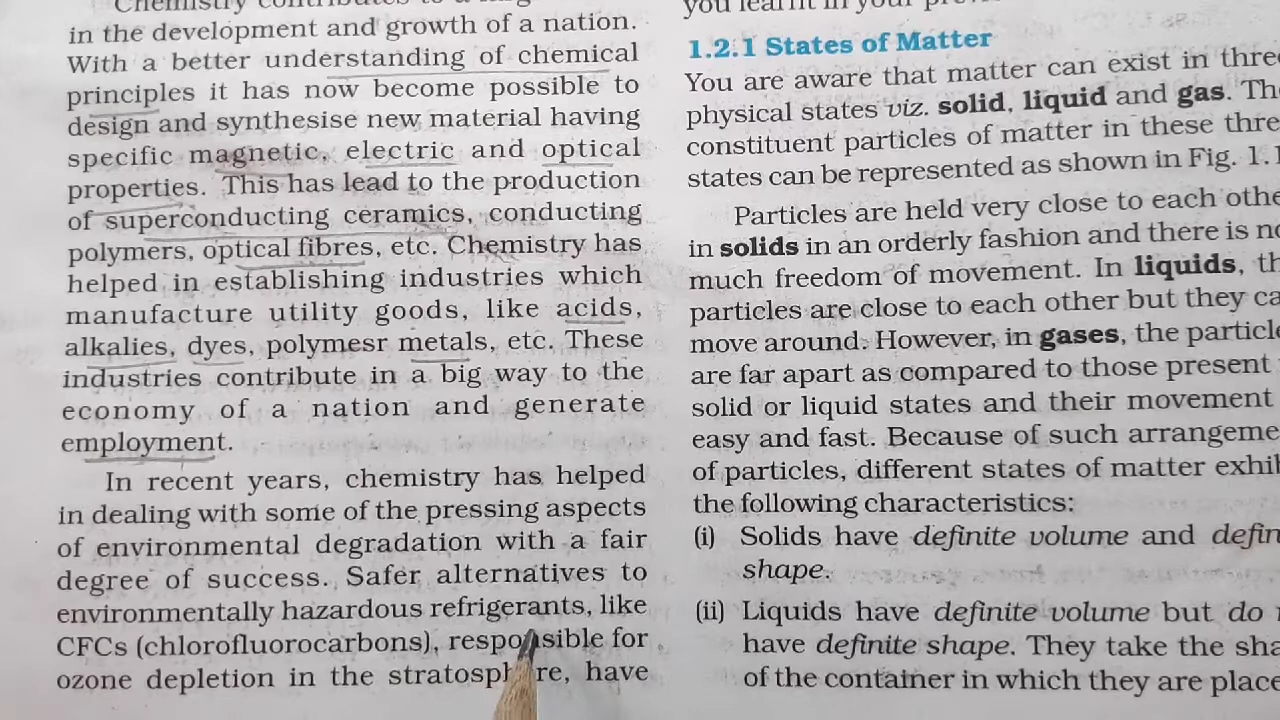 Chemistry contributes to a
in the development and growth of a nation.
With a better understanding of chemical
principles it has now become possible to
design and synthesise new material having
specific magnetic, electric and optical
properties. This has lead to the production
of superconducting ceramics, conducting
polymers, optical fibres, etc. Chemistry has
helped in establishing industries which
manufacture utility goods, like acids,
alkalies, dyes, polymesr metals, etc. These
industries contribute in a big way to the
economy of a nation and generate
employment.
In recent years, chemistry has helped
in dealing with some of the pressing aspects
of environmental degradation with a fair
degree of success. Safer alternatives to
environmentally hazardous refrigerants, like
CFCs (chlorofluorocarbons), responsible for
ozone depletion in the stratosphere, have
you learnt in your
1.2.1 States of Matter
You are aware that matter can exist in three
physical states viz. solid, liquid and gas. The
constituent particles of matter in these three
states can be represented as shown in Fig. 1.1
Particles are held very close to each othe
in solids in an orderly fashion and there is no
much freedom of movement. In liquids, th
particles are close to each other but they ca
move around. However, in gases, the particle
are far apart as compared to those present
solid or liquid states and their movement
easy and fast. Because of such arrangeme
of particles, different states of matter exhib
the following characteristics:
(i) Solids have definite volume and defin
shape.
(ii) Liquids have definite volume but do
have definite shape. They take the sha
of the container in which they are place